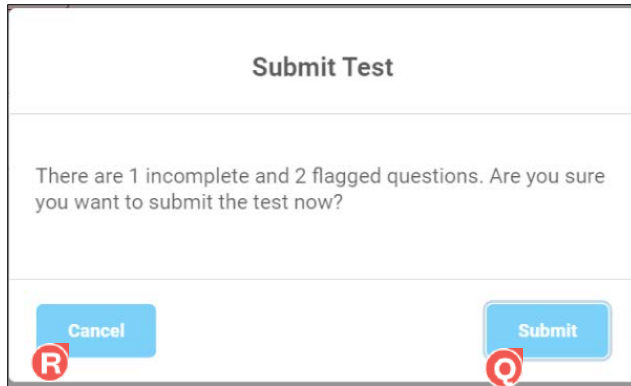 Submit Test
There are 1 incomplete and 2 flagged questions. Are you sure
you want to submit the test now?
Cancel Submit
R Q